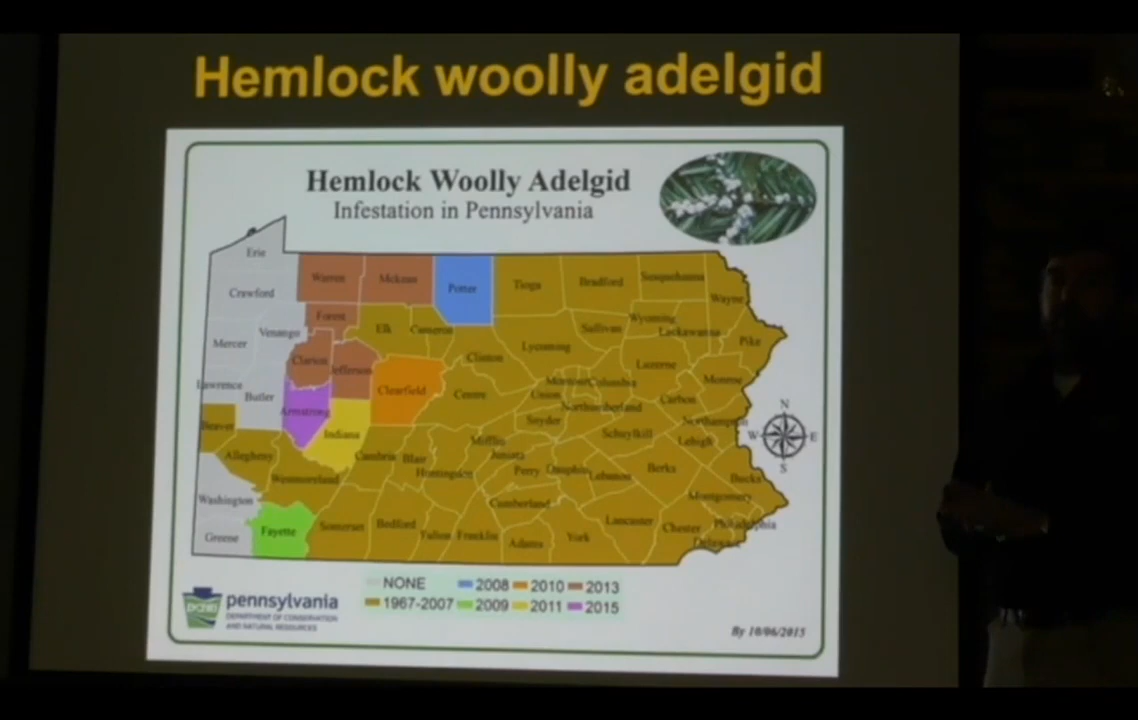 Hemlock woolly adelgid
Hemlock Woolly Adelgid
Infestation in Pennsylvania
Erie
Warren
Mckean
Potter
Tioga
Bradford
Susquehanna
Crawford
Wayne
Forest
Venango
Elk
Cameron
Sullivan
Wyoming
Lackawanna
Mercer
Pike
Clarion
Jefferson
Clinton
Lycoming
Luzerne
Lawrence
Butler
Clearfield
Centre
Union
Montour
Columbia
Monroe
Armstrong
Northumberland
Carbon
Beaver
Indiana
Snyder
Schuylkill
Northampton
Lehigh
N
W
E
S
Allegheny
Cambria
Blair
Mifflin
Juniata
Westmoreland
Huntingdon
Perry
Dauphin
Lebanon
Berks
Bucks
Washington
Cumberland
Montgomery
Greene
Fayette
Somerset
Bedford
Fulton
Franklin
Adams
York
Lancaster
Chester
Philadelphia
Delaware
NONE 2008 2010 2013
1967-2007 2009 2011 2015
DCNR
pennsylvania
DEPARTMENT OF CONSERVATION
AND NATURAL RESOURCES
By 10/06/2015